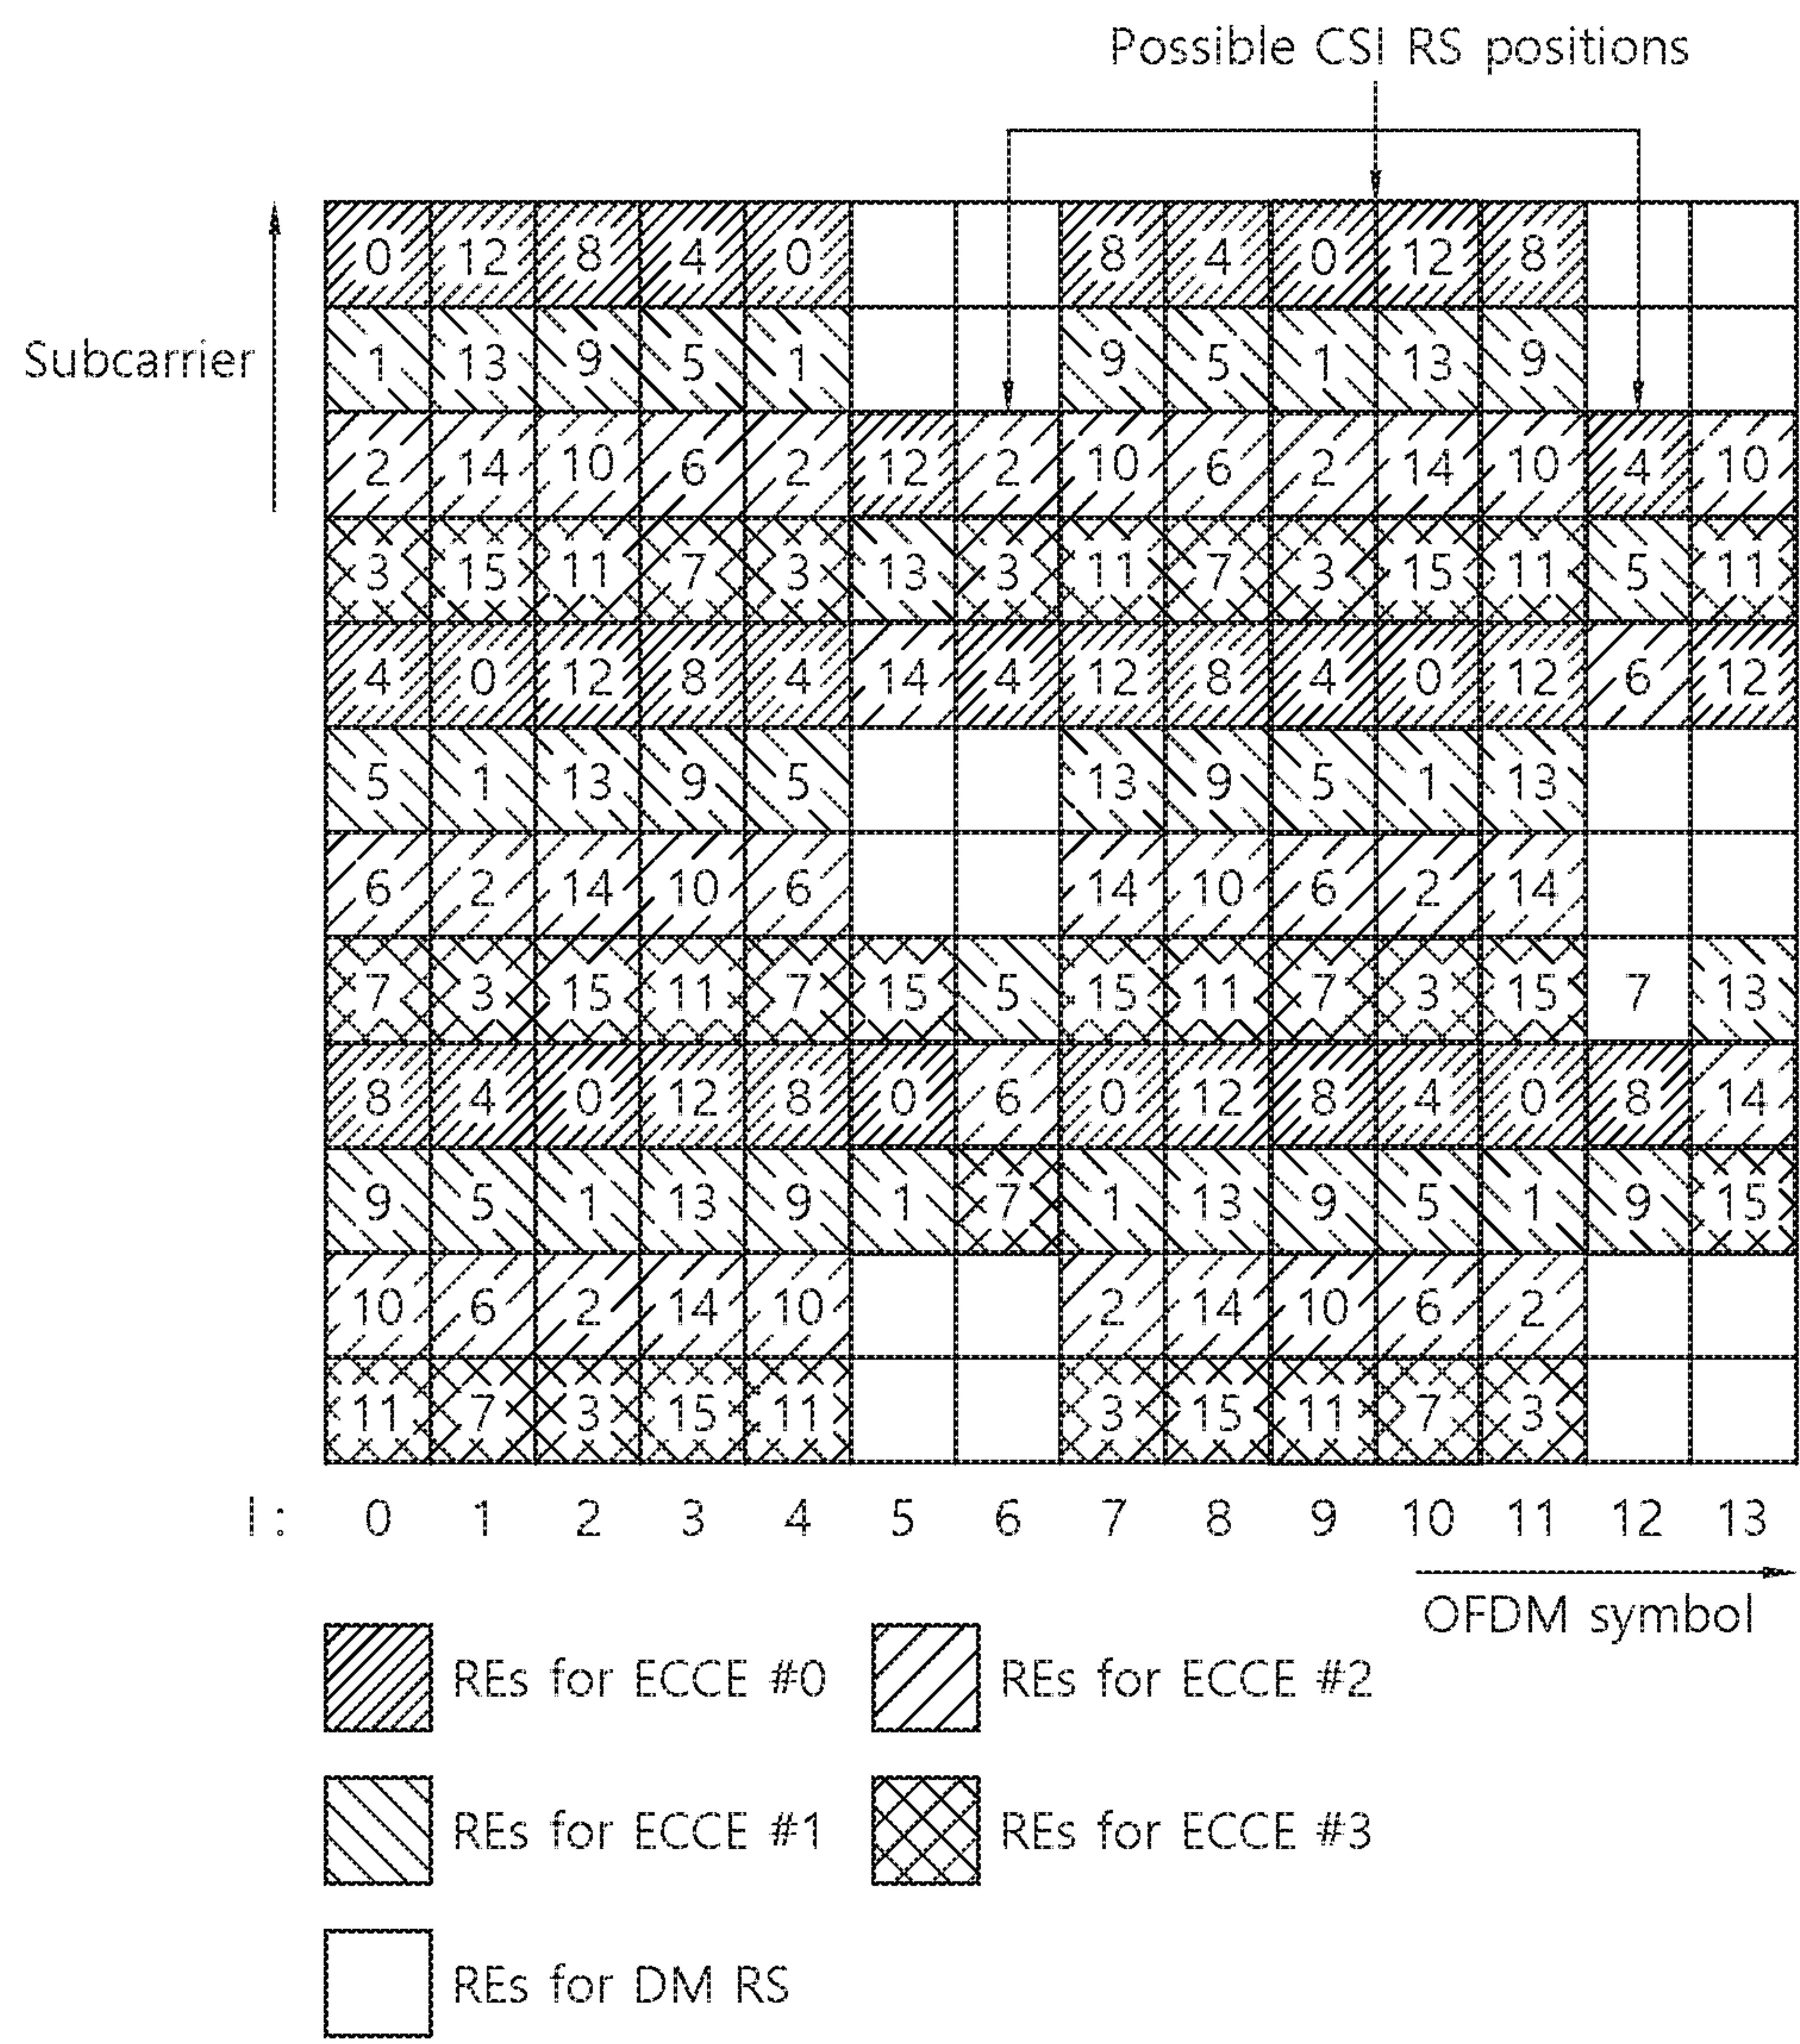 Possible CSI RS positions
0 12 8 4 0 8 4 0 12 8
Subcarrier
1 13 9 5 1 9 5 1 13 9
2 14 10 6 2 12 2 10 6 2 14 10 4 10
3 15 11 7 3 13 3 11 7 3 15 11 5 11
4 0 12 8 4 14 4 12 8 4 0 12 6 12
5 1 13 9 5 13 9 5 1 13
6 2 14 10 6 14 10 6 2 14
7 3 15 11 7 15 5 15 11 7 3 15 7 13
8 4 0 12 8 0 6 0 12 8 4 0 8 14
9 5 1 13 9 1 7 1 13 9 5 1 9 15
10 6 2 14 10 2 14 10 6 2
11 7 3 15 11 3 15 11 7 3
l : 0 1 2 3 4 5 6 7 8 9 10 11 12 13
OFDM symbol
REs for ECCE #0
REs for ECCE #2
REs for ECCE #1
REs for ECCE #3
REs for DM RS